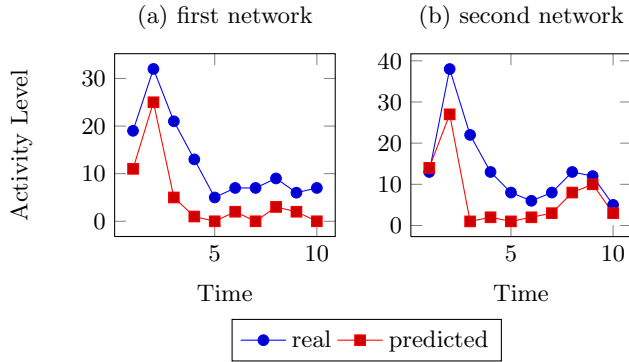 (a) first network
(b) second network
Activity Level
30
20
10
0
5
10
Time
40
30
20
10
0
5
10
Time
real
predicted